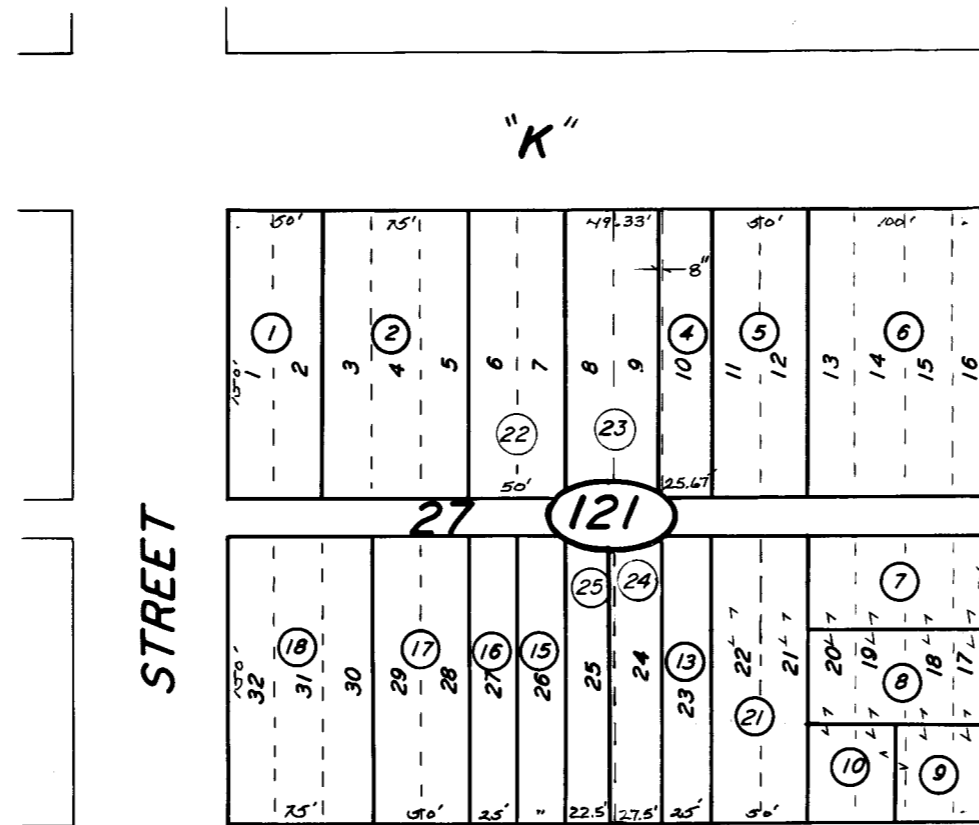 "K"
50' 75' 49.33' 50' 100'
8"
1 2 4 5 6
150' 1 2 3 4 5 6 7 8 9 10 11 12 13 14 15 16
22 23
50' 25.67'
27 121
STREET
25 24 7
18 17 16 15 13 8
150' 32 31 30 29 28 27 26 25 24 23 22 21 20 19 18 17
21
10 9
75' 50' 25' " 22.5' 27.5' 25' 50'